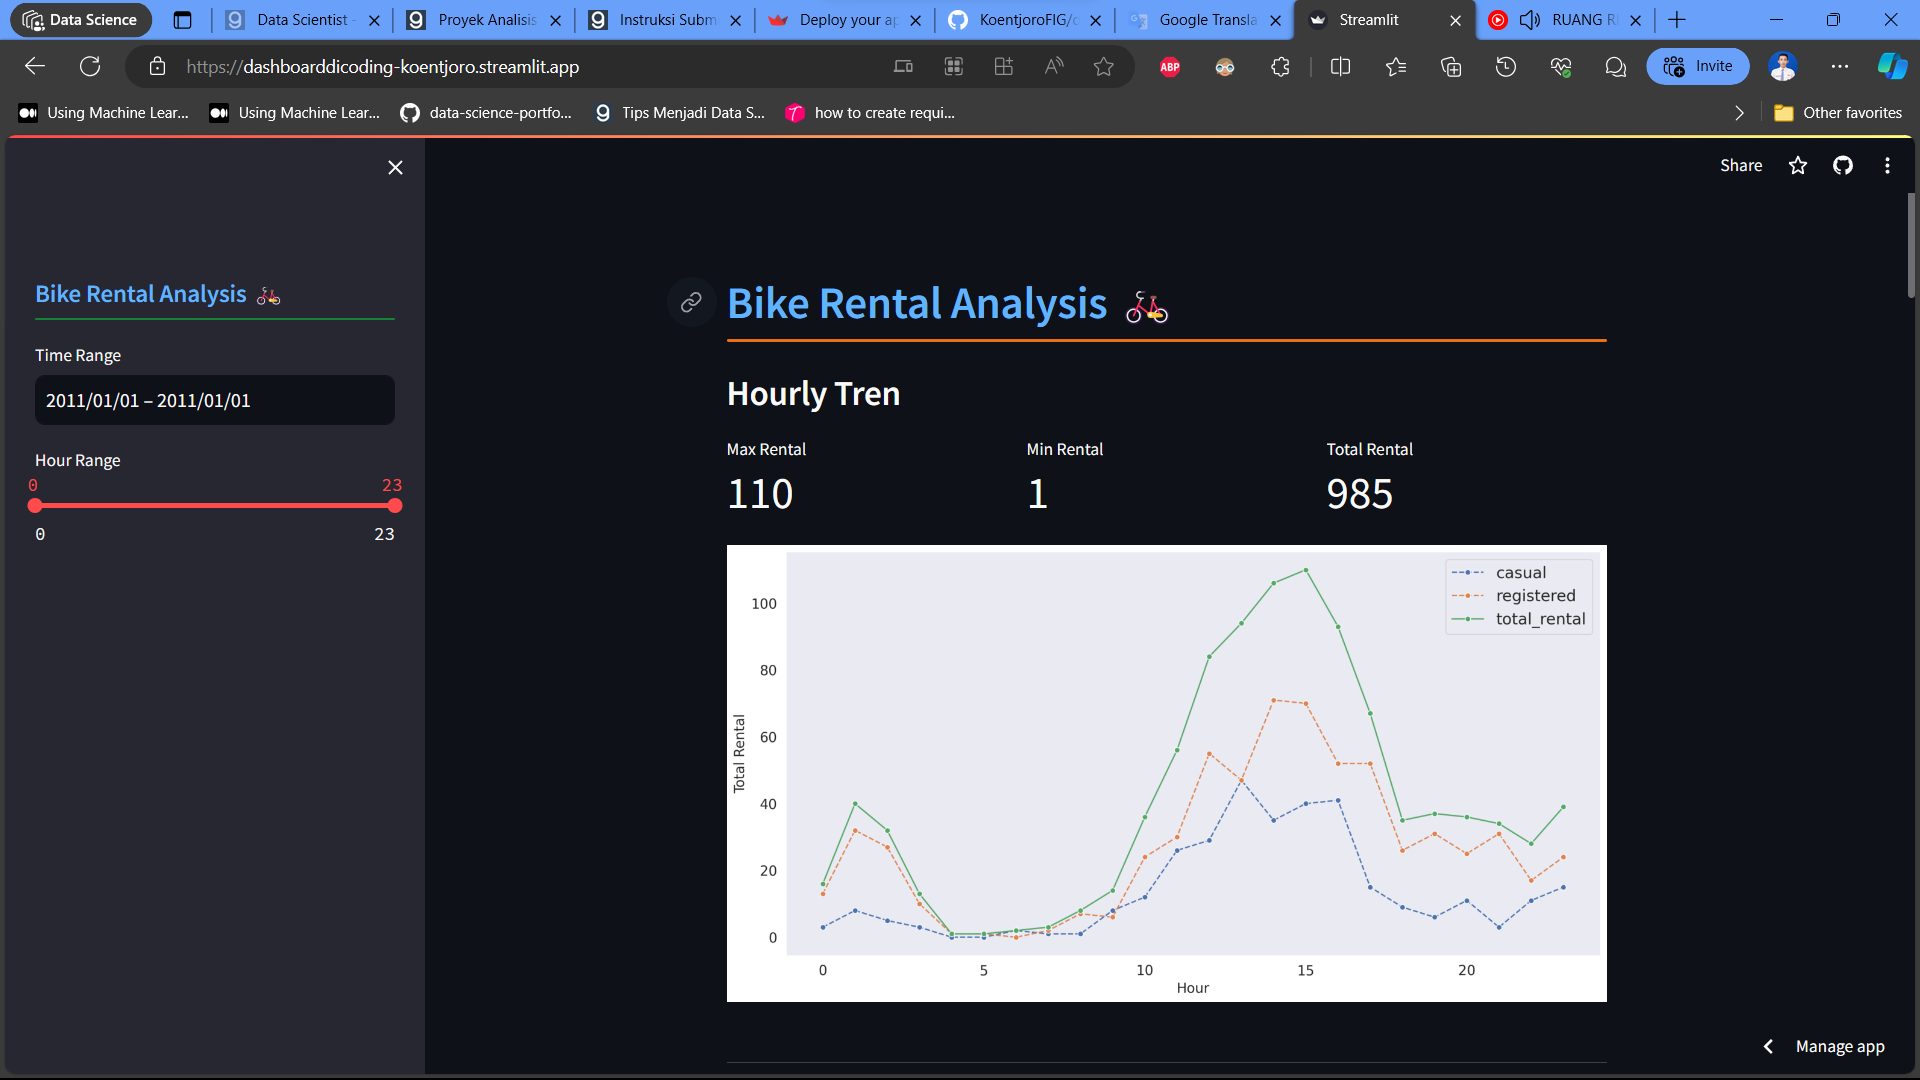 Data Science
Data Scientist -
Proyek Analisis
Instruksi Subm
Deploy your ap
KoentjoroFIG/d
Google Transla
Streamlit
RUANG R
https://dashboarddicoding-koentjoro.streamlit.app
ABP
Invite
Using Machine Lear...
Using Machine Lear...
data-science-portfo...
Tips Menjadi Data S...
how to create requi...
Other favorites
Share
Bike Rental Analysis
Time Range
2011/01/01 – 2011/01/01
Hour Range
0 23
0 23
Bike Rental Analysis
Hourly Tren
Max Rental Min Rental Total Rental
110 1 985
casual
registered
total_rental
100
80
60
40
20
0
Total Rental
0 5 10 15 20
Hour
Manage app